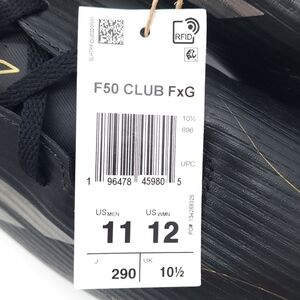 RFID
F50 CLUB FxG
10½
696
UPC
1 96478 45980 5
US MEN
US WMN
11
12
J
UK
290
10½